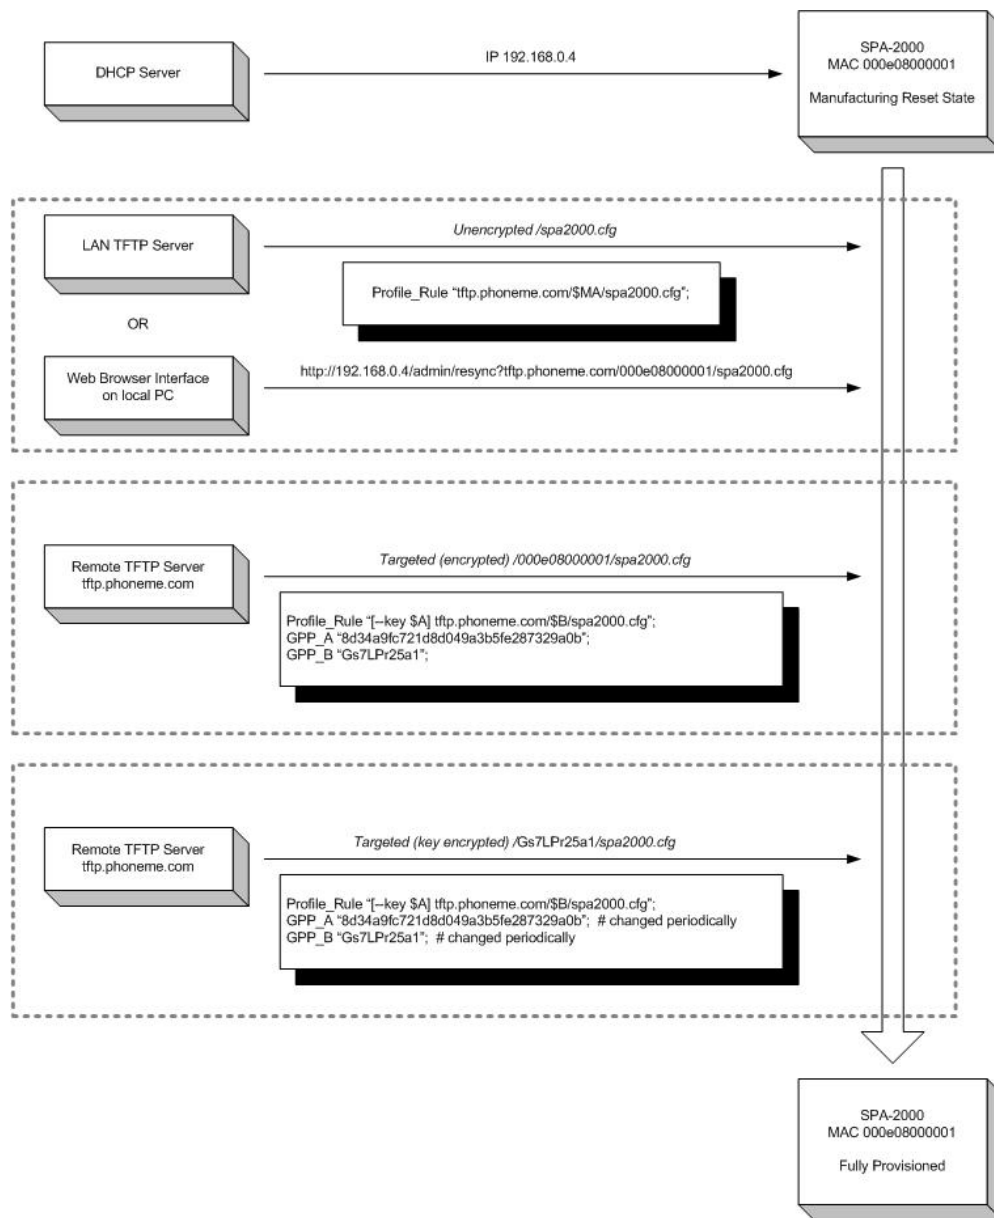 DHCP Server
IP 192.168.0.4
SPA-2000
MAC 000e08000001
Manufacturing Reset State
LAN TFTP Server
Unencrypted /spa2000.cfg
Profile_Rule “tftp.phoneme.com/$MA/spa2000.cfg”;
OR
Web Browser Interface
on local PC
http://192.168.0.4/admin/resync?tftp.phoneme.com/000e08000001/spa2000.cfg
Remote TFTP Server
tftp.phoneme.com
Targeted (encrypted) /000e08000001/spa2000.cfg
Profile_Rule “[--key $A] tftp.phoneme.com/$B/spa2000.cfg”;
GPP_A “8d34a9fc721d8d049a3b5fe287329a0b”;
GPP_B “Gs7LPr25a1”;
Remote TFTP Server
tftp.phoneme.com
Targeted (key encrypted) /Gs7LPr25a1/spa2000.cfg
Profile_Rule “[--key $A] tftp.phoneme.com/$B/spa2000.cfg”;
GPP_A “8d34a9fc721d8d049a3b5fe287329a0b”; # changed periodically
GPP_B “Gs7LPr25a1”; # changed periodically
SPA-2000
MAC 000e08000001
Fully Provisioned